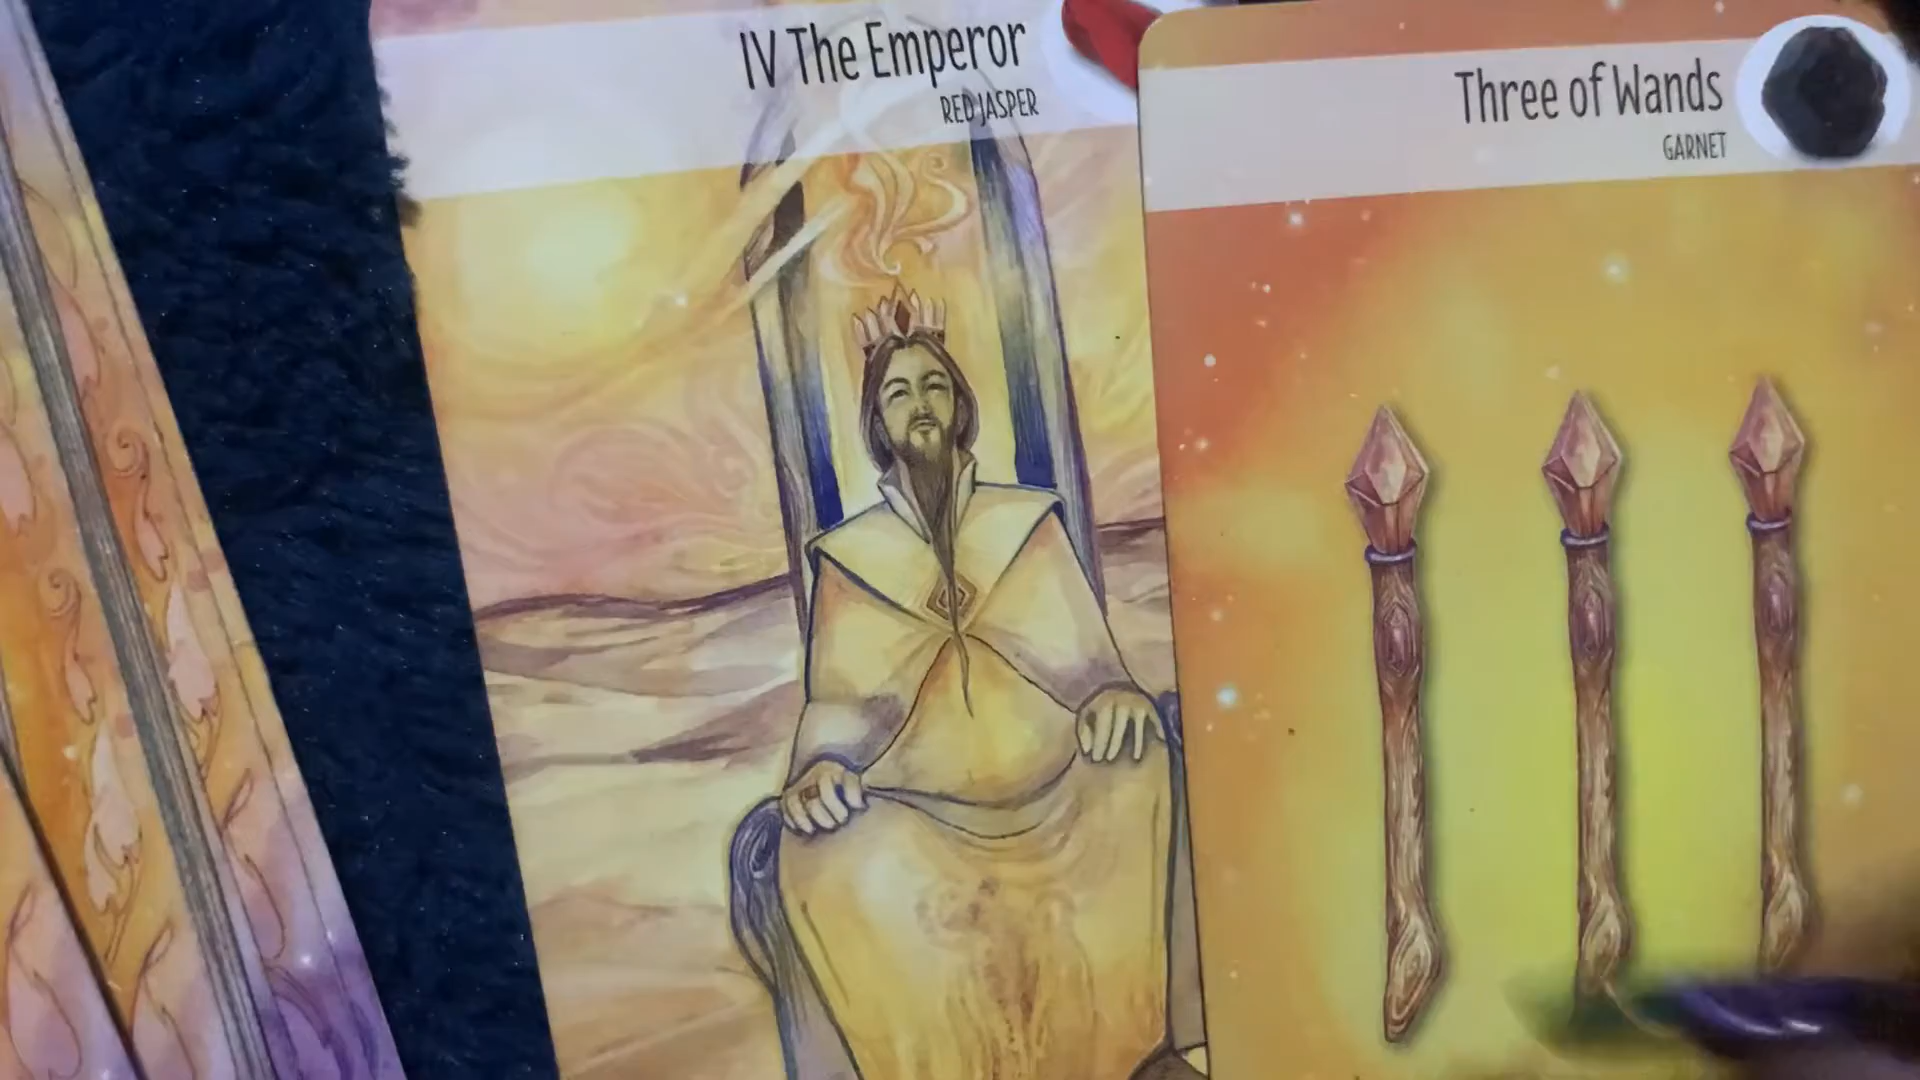 IV The Emperor
RED JASPER
Three of Wands
GARNET